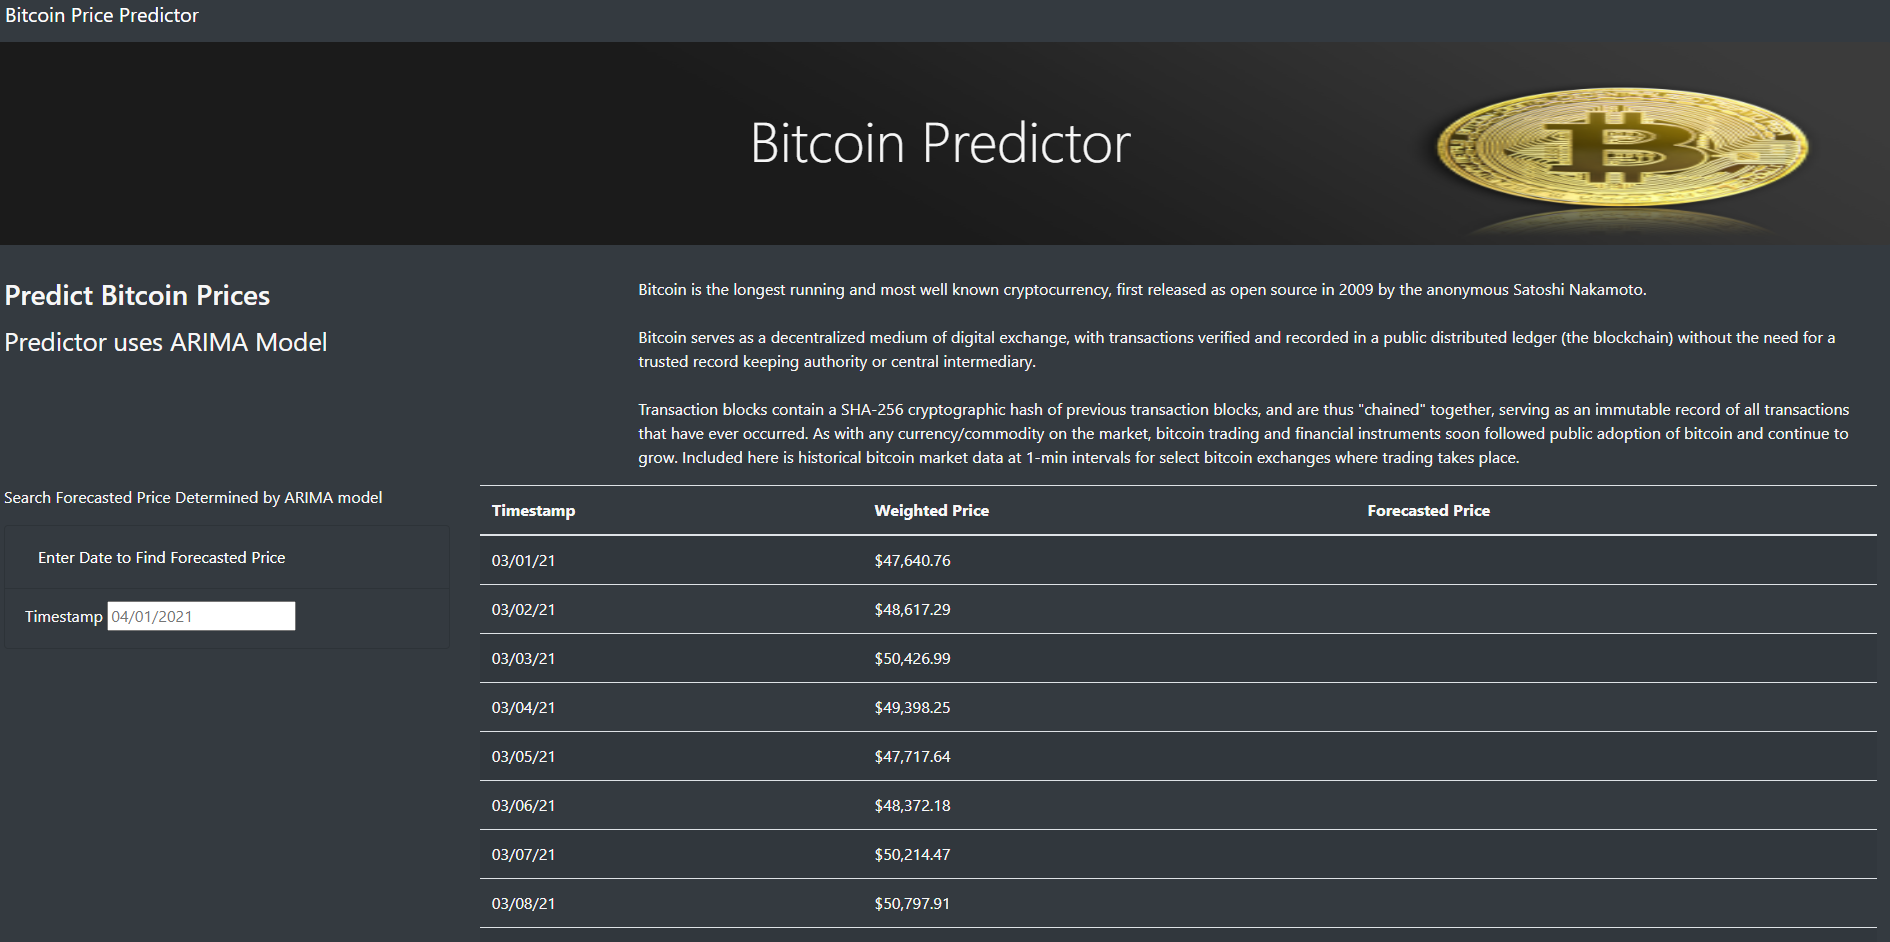 Bitcoin Price Predictor
Bitcoin Predictor
Predict Bitcoin Prices
Predictor uses ARIMA Model
Bitcoin is the longest running and most well known cryptocurrency, first released as open source in 2009 by the anonymous Satoshi Nakamoto.
Bitcoin serves as a decentralized medium of digital exchange, with transactions verified and recorded in a public distributed ledger (the blockchain) without the need for a
trusted record keeping authority or central intermediary.
Transaction blocks contain a SHA-256 cryptographic hash of previous transaction blocks, and are thus "chained" together, serving as an immutable record of all transactions
that have ever occurred. As with any currency/commodity on the market, bitcoin trading and financial instruments soon followed public adoption of bitcoin and continue to
grow. Included here is historical bitcoin market data at 1-min intervals for select bitcoin exchanges where trading takes place.
Search Forecasted Price Determined by ARIMA model
Enter Date to Find Forecasted Price
Timestamp 04/01/2021
Timestamp Weighted Price Forecasted Price
03/01/21 $47,640.76
03/02/21 $48,617.29
03/03/21 $50,426.99
03/04/21 $49,398.25
03/05/21 $47,717.64
03/06/21 $48,372.18
03/07/21 $50,214.47
03/08/21 $50,797.91